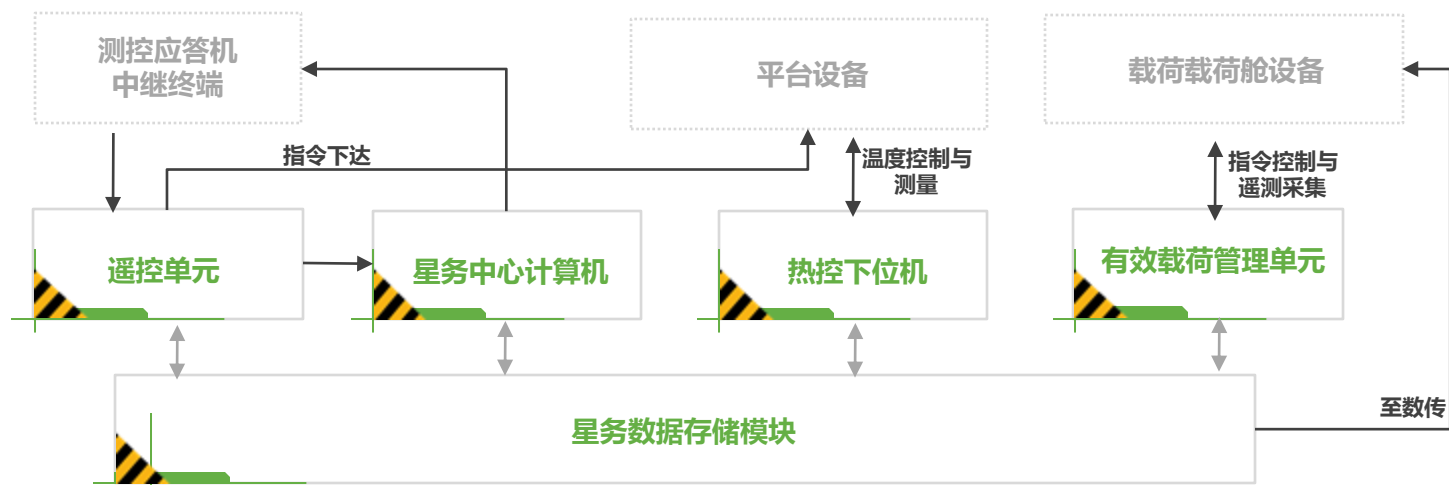 测控应答机
中继终端
平台设备
载荷载荷舱设备
指令下达
温度控制与
测量
指令控制与
遥测采集
遥控单元
星务中心计算机
热控下位机
有效载荷管理单元
至数传
星务数据存储模块